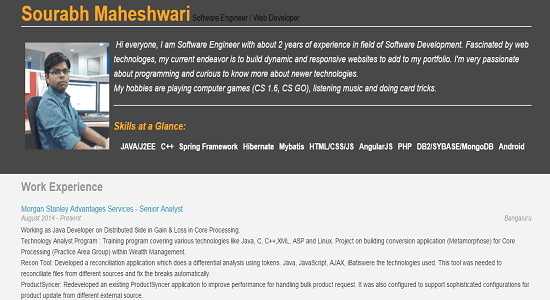 Sourabh Maheshwari Software Engineer / Web Developer
Hi everyone, I am Software Engineer with about 2 years of experience in field of Software Development. Fascinated by web
technologes, my current endeavor is to build dynamic and responsive websites to add to my portfolio. I'm very passionate
about programming and curious to know more about newer technologies.
My hobbies are playing computer games (CS 1.6, CS GO), listening music and doing card tricks.
Skills at a Glance:
JAVA/J2EE C++ Spring Framework Hibernate Mybatis HTML/CSS/JS AngularJS PHP DB2/SYBASE/MongoDB Android
Work Experience
Morgan Stanley Advantages Services - Senior Analyst
August 2014 - Present Bangaluru
Working as Java Developer on Distributed Side in Gain & Loss in Core Processing.
Technology Analyst Program : Training program covering various technologies like Java, C, C++,XML, ASP and Linux. Project on building conversion application (Metamorphose) for Core
Processing (Practice Area Group) within Wealth Management.
Recon Tool: Developed a reconciliation application which does a differential analysis using tokens. Java, JavaScript, AJAX, iBatiswere the technologies used. This tool was needed to
reconciliate files from different sources and fix the breaks automatically.
ProductSyncer: Redeveloped an existing ProductSyncer application to improve performance for handling bulk product request. It was also configured to support sophisticated configurations for
product update from different external source.